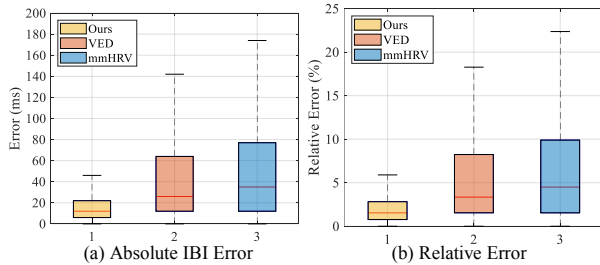 200
180
160
140
120
100
80
60
40
20
0
Error (ms)
Ours
VED
mmHRV
1 2 3
(a) Absolute IBI Error
25
20
15
10
5
0
Relative Error (%)
Ours
VED
mmHRV
1 2 3
(b) Relative Error